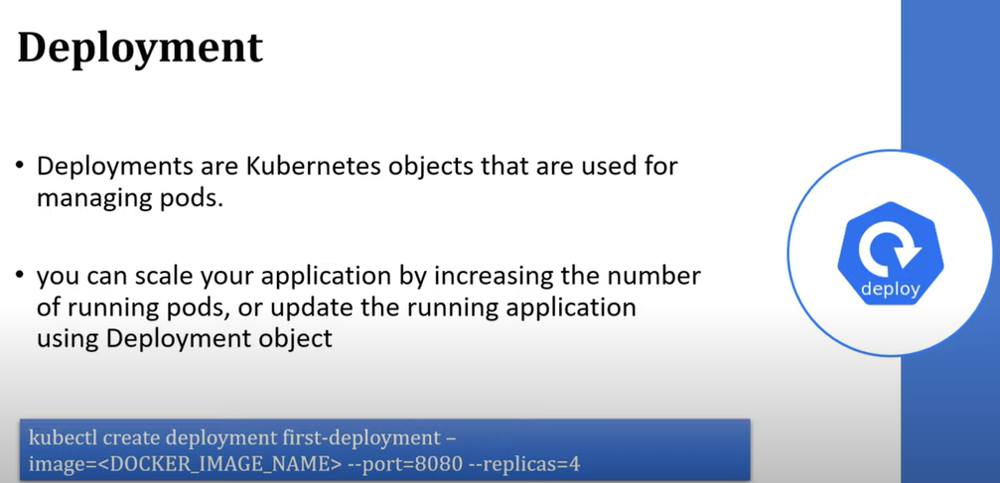 Deployment
• Deployments are Kubernetes objects that are used for
managing pods.
• you can scale your application by increasing the number
of running pods, or update the running application
using Deployment object
deploy
kubectl create deployment first-deployment –
image=<DOCKER_IMAGE_NAME> --port=8080 --replicas=4